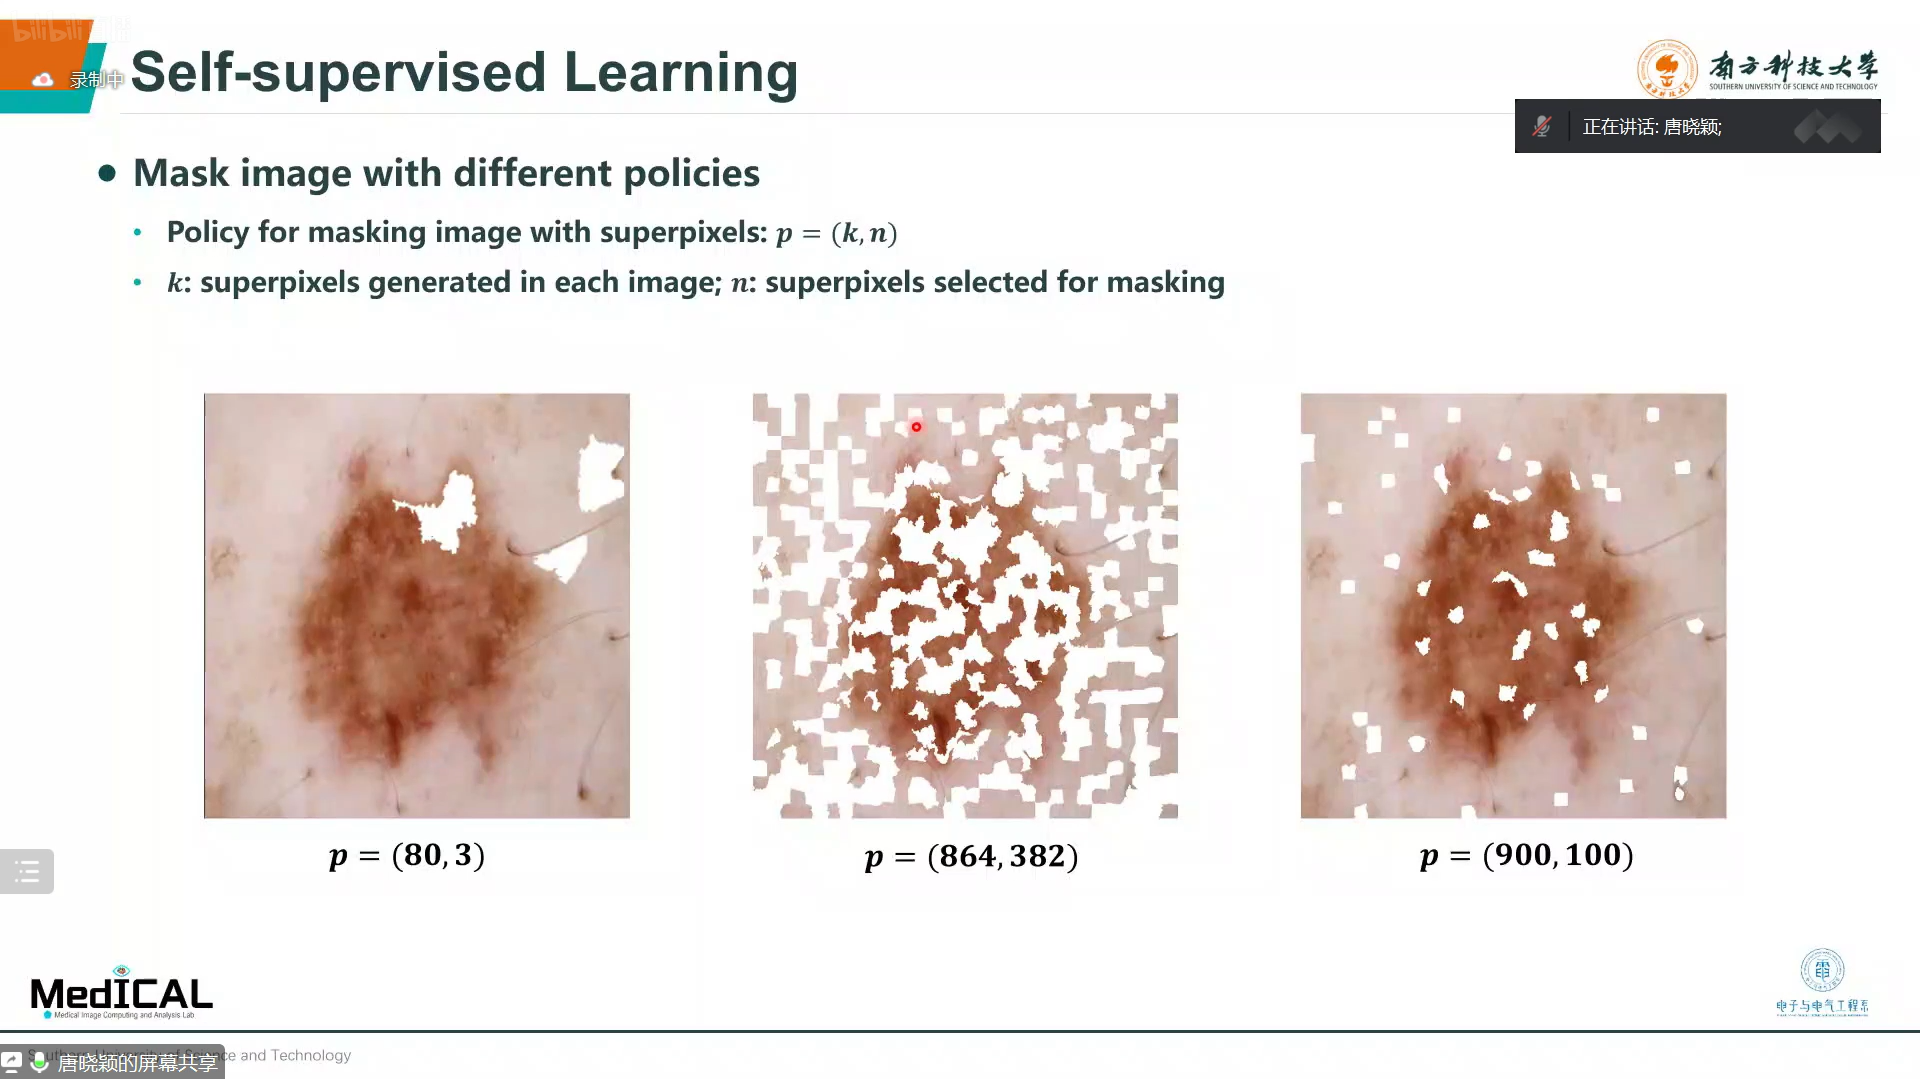 bilibili
录制中
Self-supervised Learning
南方科技大学
SOUTHERN UNIVERSITY OF SCIENCE AND TECHNOLOGY
正在讲话: 唐晓颖;
Mask image with different policies
Policy for masking image with superpixels: p = (k, n)
k: superpixels generated in each image; n: superpixels selected for masking
p = (80, 3)
p = (864, 382)
p = (900, 100)
MedICAL
Medical Image Computing and Analysis Lab
电子与电气工程系
Southern University of Science and Technology
唐晓颖的屏幕共享